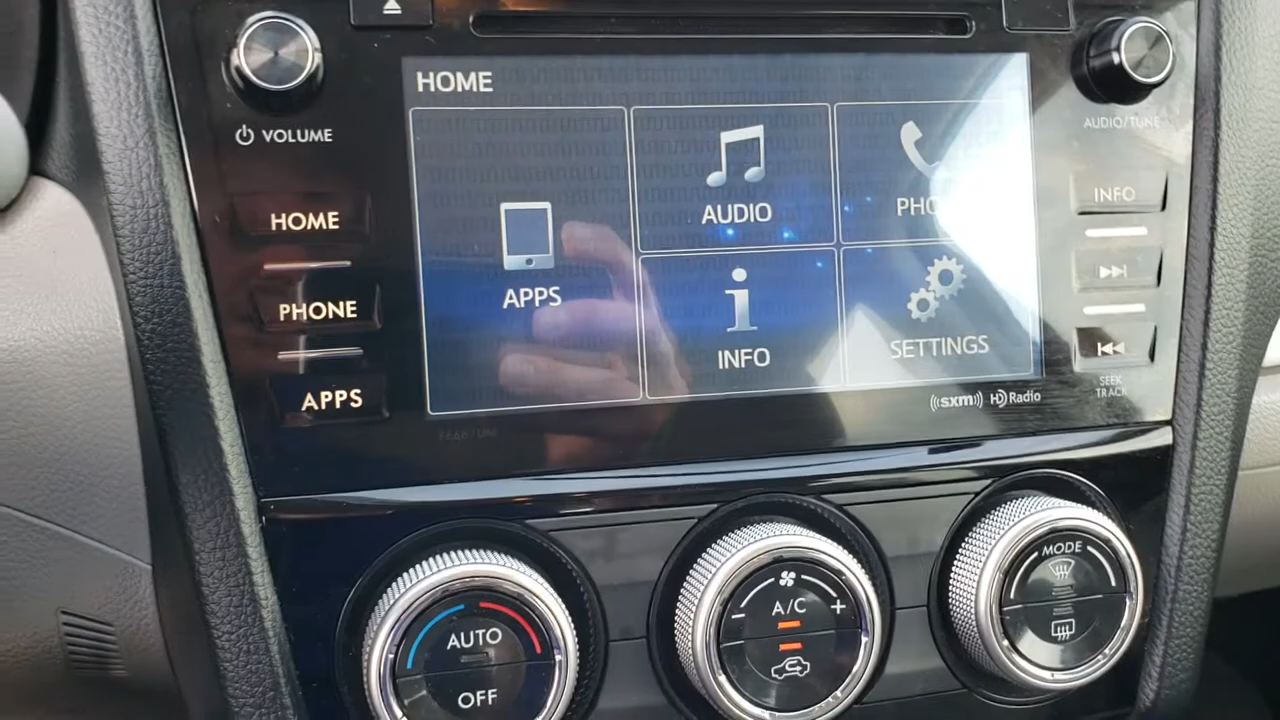 HOME
VOLUME
AUDIO/TUNE
HOME
PHONE
APPS
APPS
AUDIO
PHO
INFO
SETTINGS
INFO
SEEK
TRACK
((sxm)) HD Radio
AUTO
OFF
A/C
- +
MODE